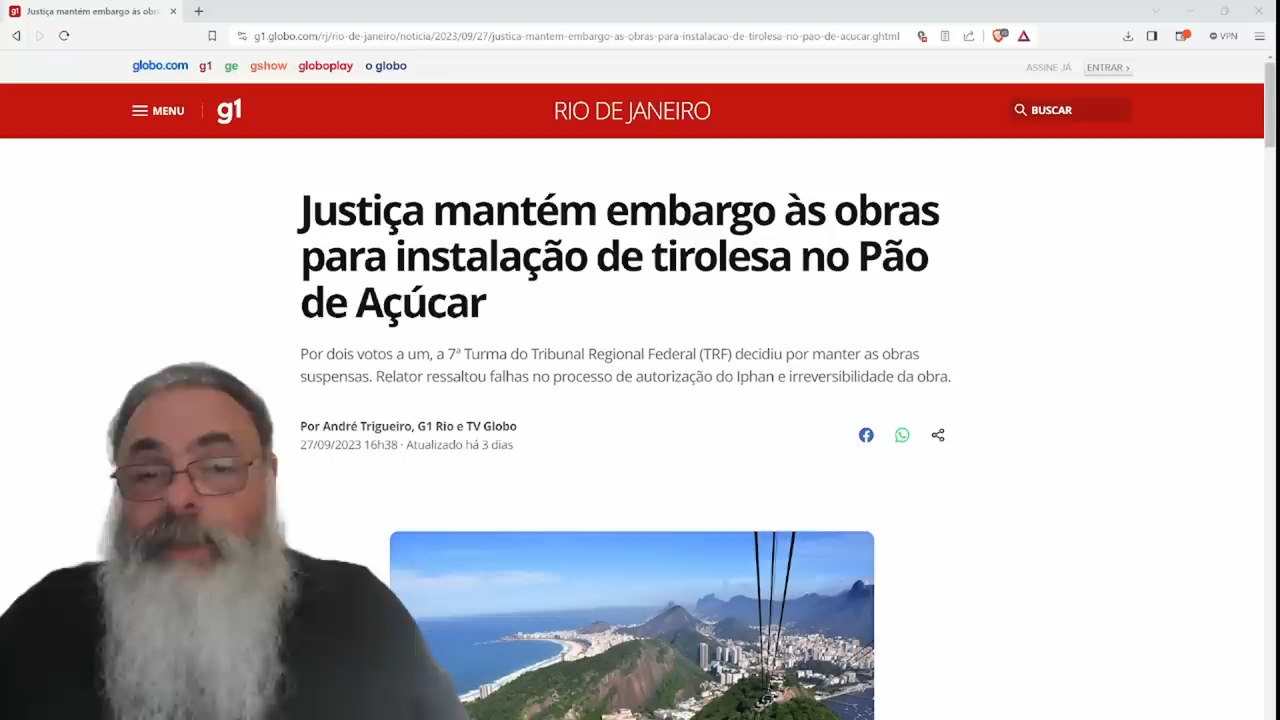 Justiça mantém embargo às obr
g1.globo.com/rj/rio-de-janeiro/noticia/2023/09/27/justica-mantem-embargo-as-obras-para-instalacao-de-tirolesa-no-pao-de-acucar.ghtml
VPN
globo.com g1 ge gshow globoplay o globo
ASSINE JÁ ENTRAR ›
MENU g1 RIO DE JANEIRO BUSCAR
Justiça mantém embargo às obras
para instalação de tirolesa no Pão
de Açúcar
Por dois votos a um, a 7ª Turma do Tribunal Regional Federal (TRF) decidiu por manter as obras
suspensas. Relator ressaltou falhas no processo de autorização do Iphan e irreversibilidade da obra.
Por André Trigueiro, G1 Rio e TV Globo
27/09/2023 16h38 · Atualizado há 3 dias